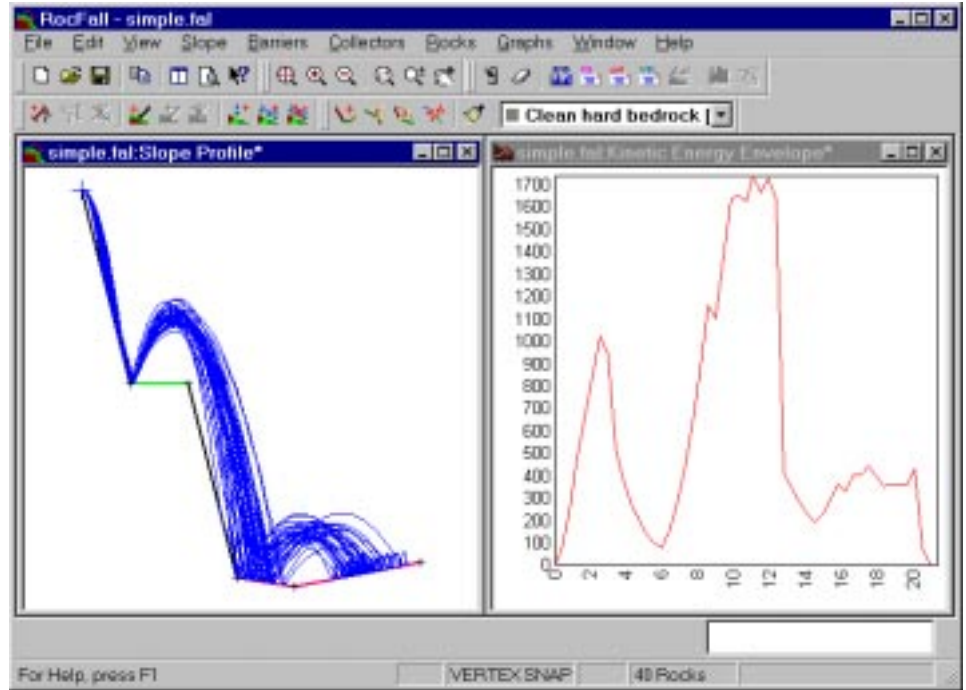 RocFall - simple.fal
File Edit View Slope Barriers Collectors Rocks Graphs Window Help
Clean hard bedrock [
simple.fal:Slope Profile*
simple.fal:Kinetic Energy Envelope*
1700
1600
1500
1400
1300
1200
1100
1000
900
800
700
600
500
400
300
200
100
0
0 2 4 6 8 10 12 14 16 18 20
For Help, press F1
VERTEX SNAP
40 Rocks